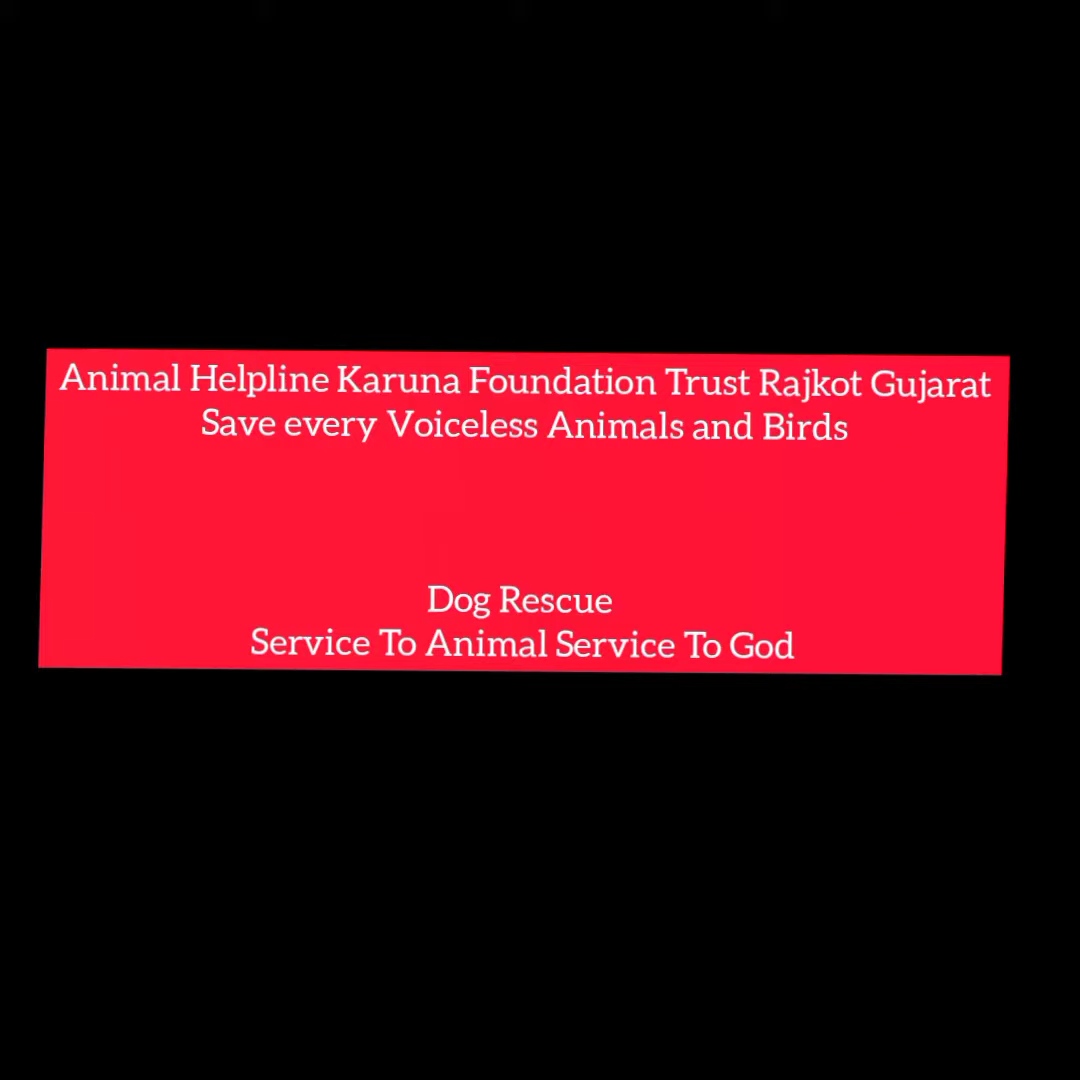 Animal Helpline Karuna Foundation Trust Rajkot Gujarat
Save every Voiceless Animals and Birds
Dog Rescue
Service To Animal Service To God